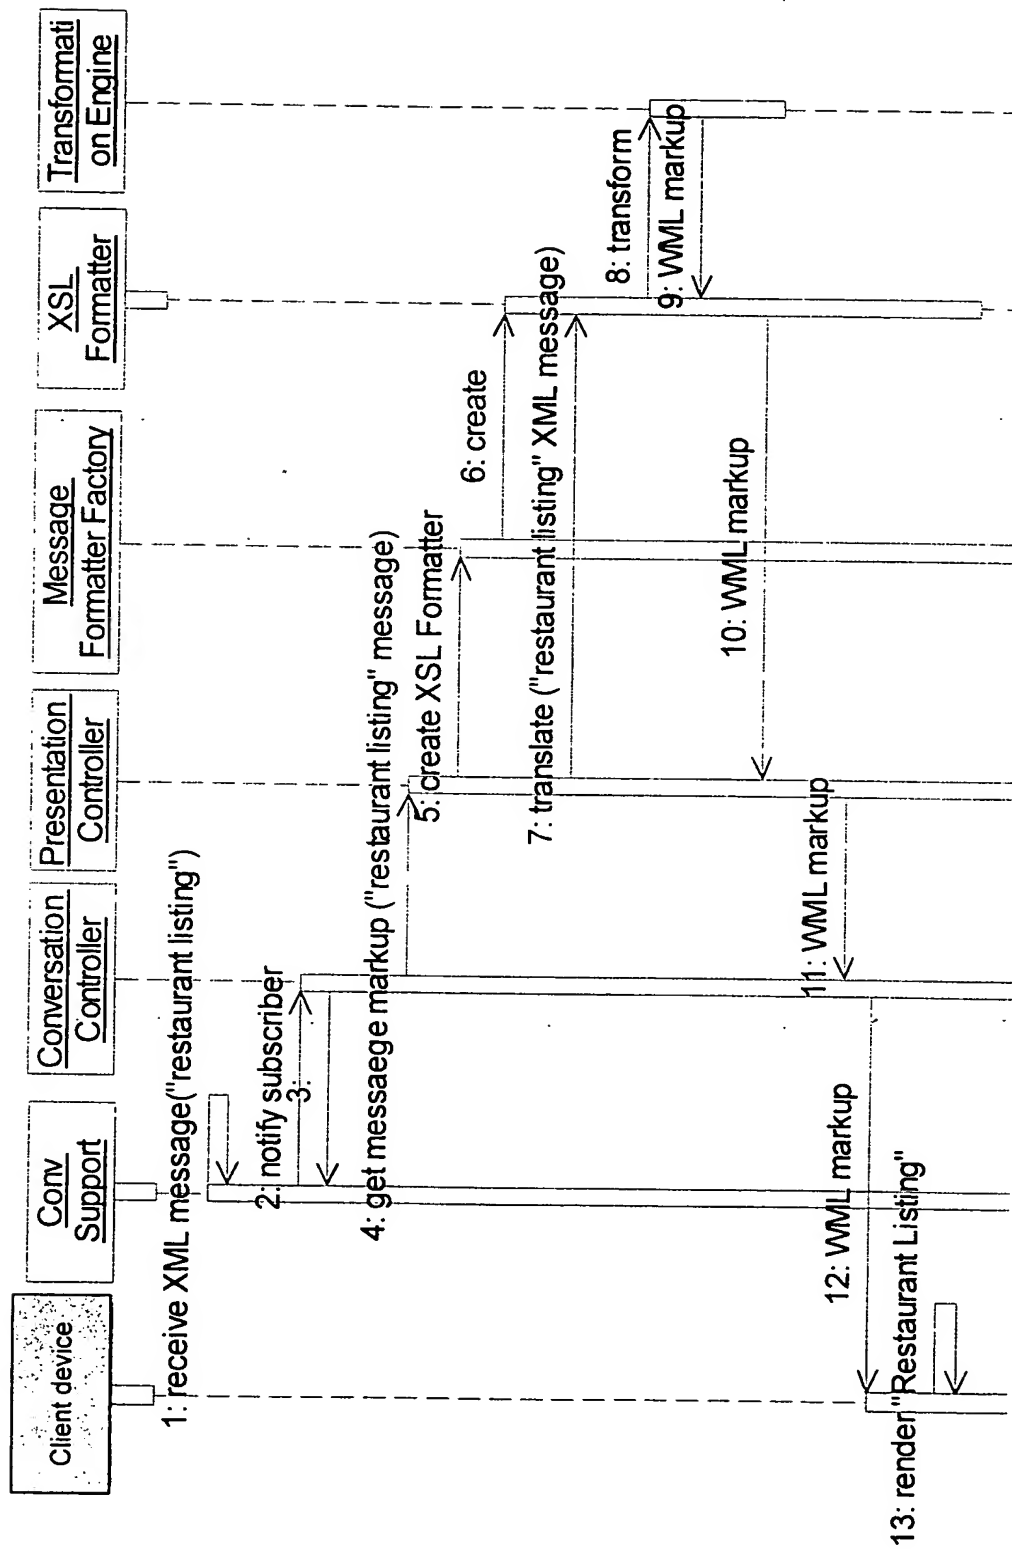 Client device
Conv
Support
Conversation
Controller
Presentation
Controller
Message
Formatter Factory
XSL
Formatter
Transformati
on Engine
1: receive XML message("restaurant listing")
2: notify subscriber
3:
4: get messaege markup ("restaurant listing" message)
5: create XSL Formatter
6: create
7: translate ("restaurant listing" XML message)
8: transform
9: WML markup
10: WML markup
11: WML markup
12: WML markup
13: render "Restaurant Listing"